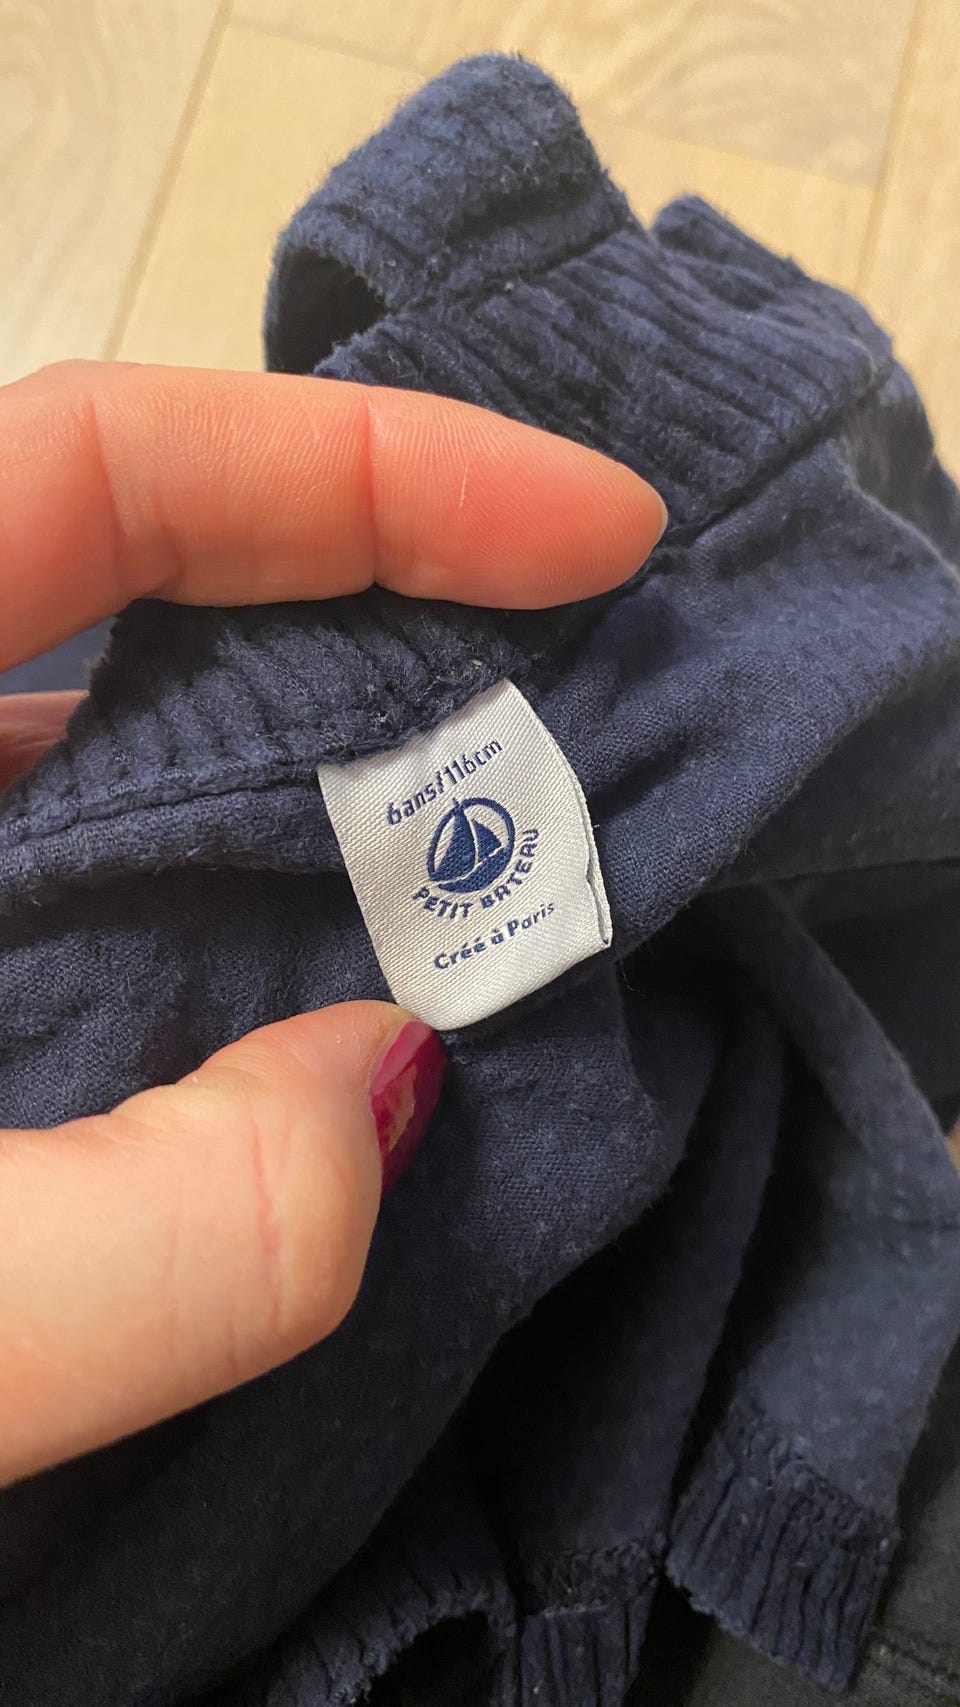 6ans/116cm
PETIT BATEAU
Créé à Paris